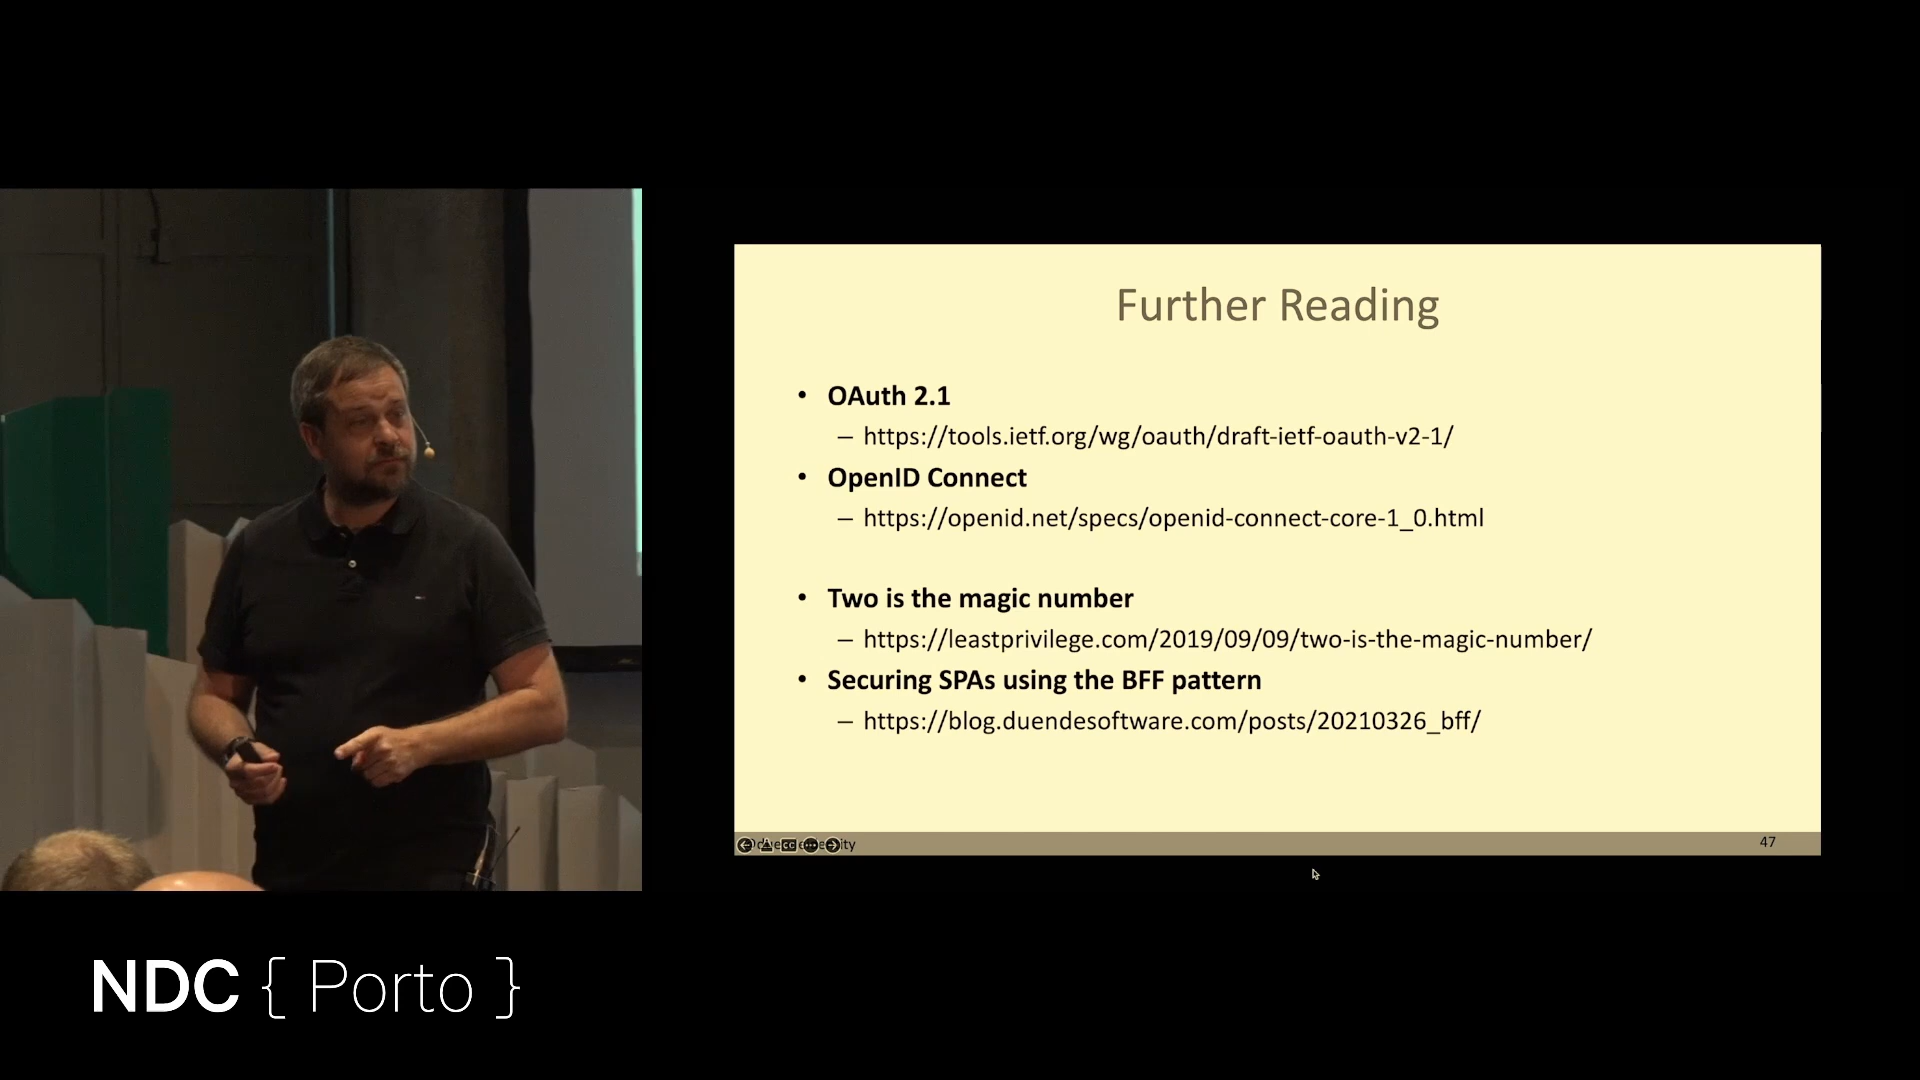 Further Reading
• OAuth 2.1
– https://tools.ietf.org/wg/oauth/draft-ietf-oauth-v2-1/
• OpenID Connect
– https://openid.net/specs/openid-connect-core-1_0.html
• Two is the magic number
– https://leastprivilege.com/2019/09/09/two-is-the-magic-number/
• Securing SPAs using the BFF pattern
– https://blog.duendesoftware.com/posts/20210326_bff/
47
NDC { Porto }